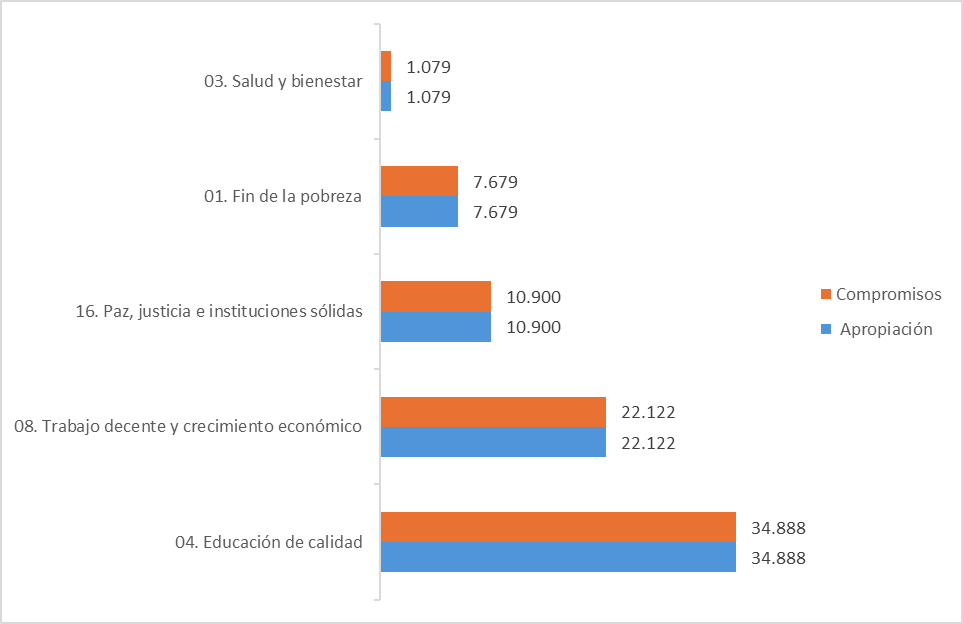 03. Salud y bienestar
1.079
1.079
01. Fin de la pobreza
7.679
7.679
16. Paz, justicia e instituciones sólidas
10.900
10.900
Compromisos
Apropiación
08. Trabajo decente y crecimiento económico
22.122
22.122
04. Educación de calidad
34.888
34.888